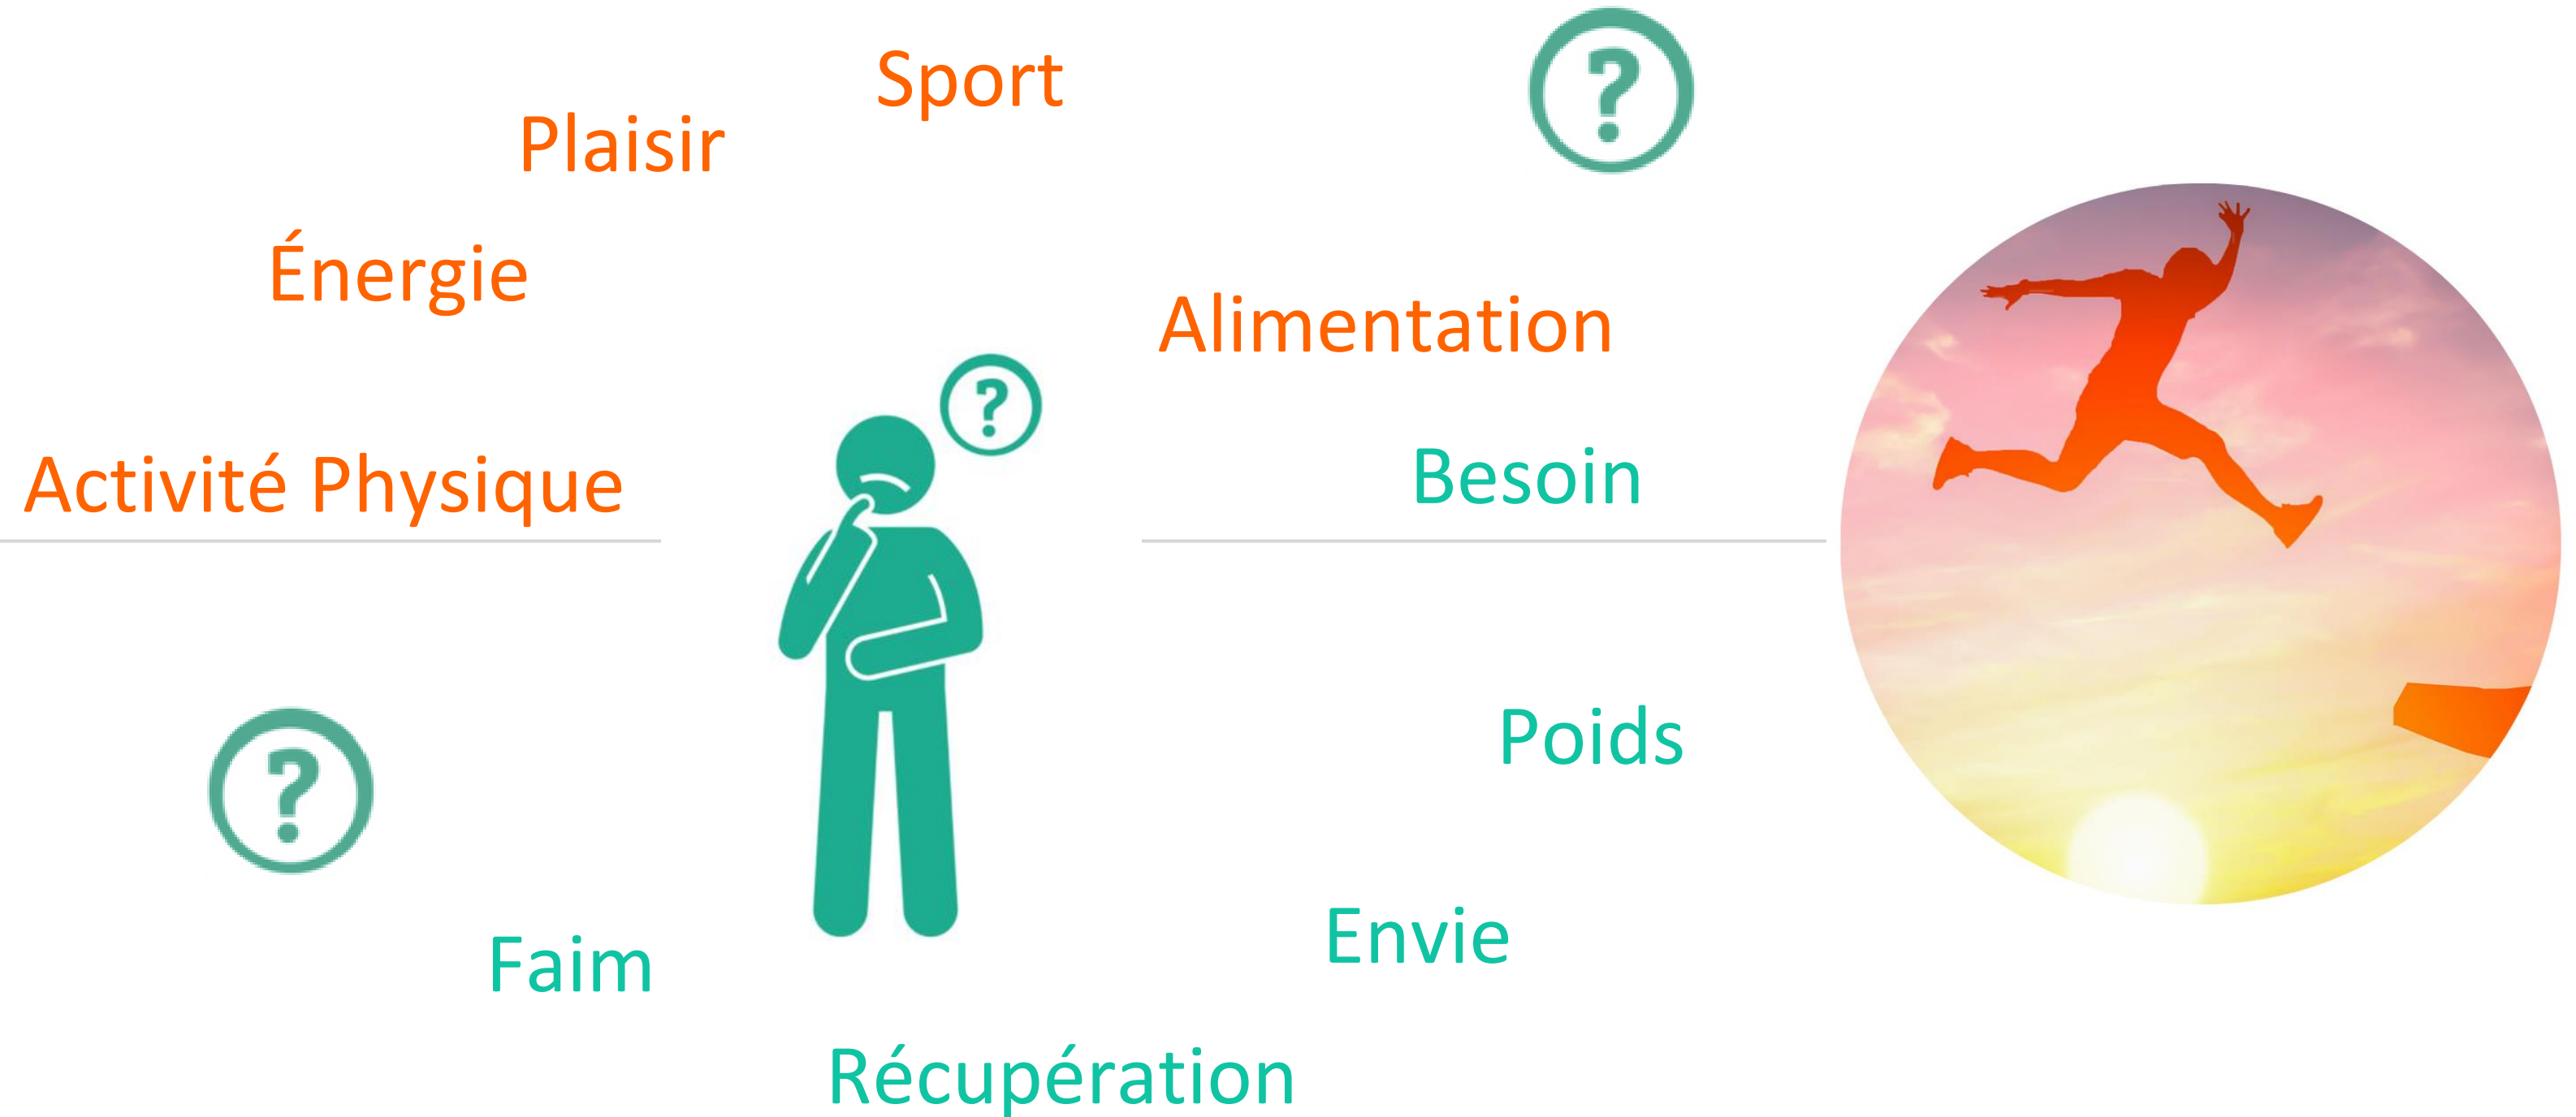 Sport
Plaisir
Énergie
Alimentation
Activité Physique
Besoin
Poids
Envie
Faim
Récupération
?
?
?